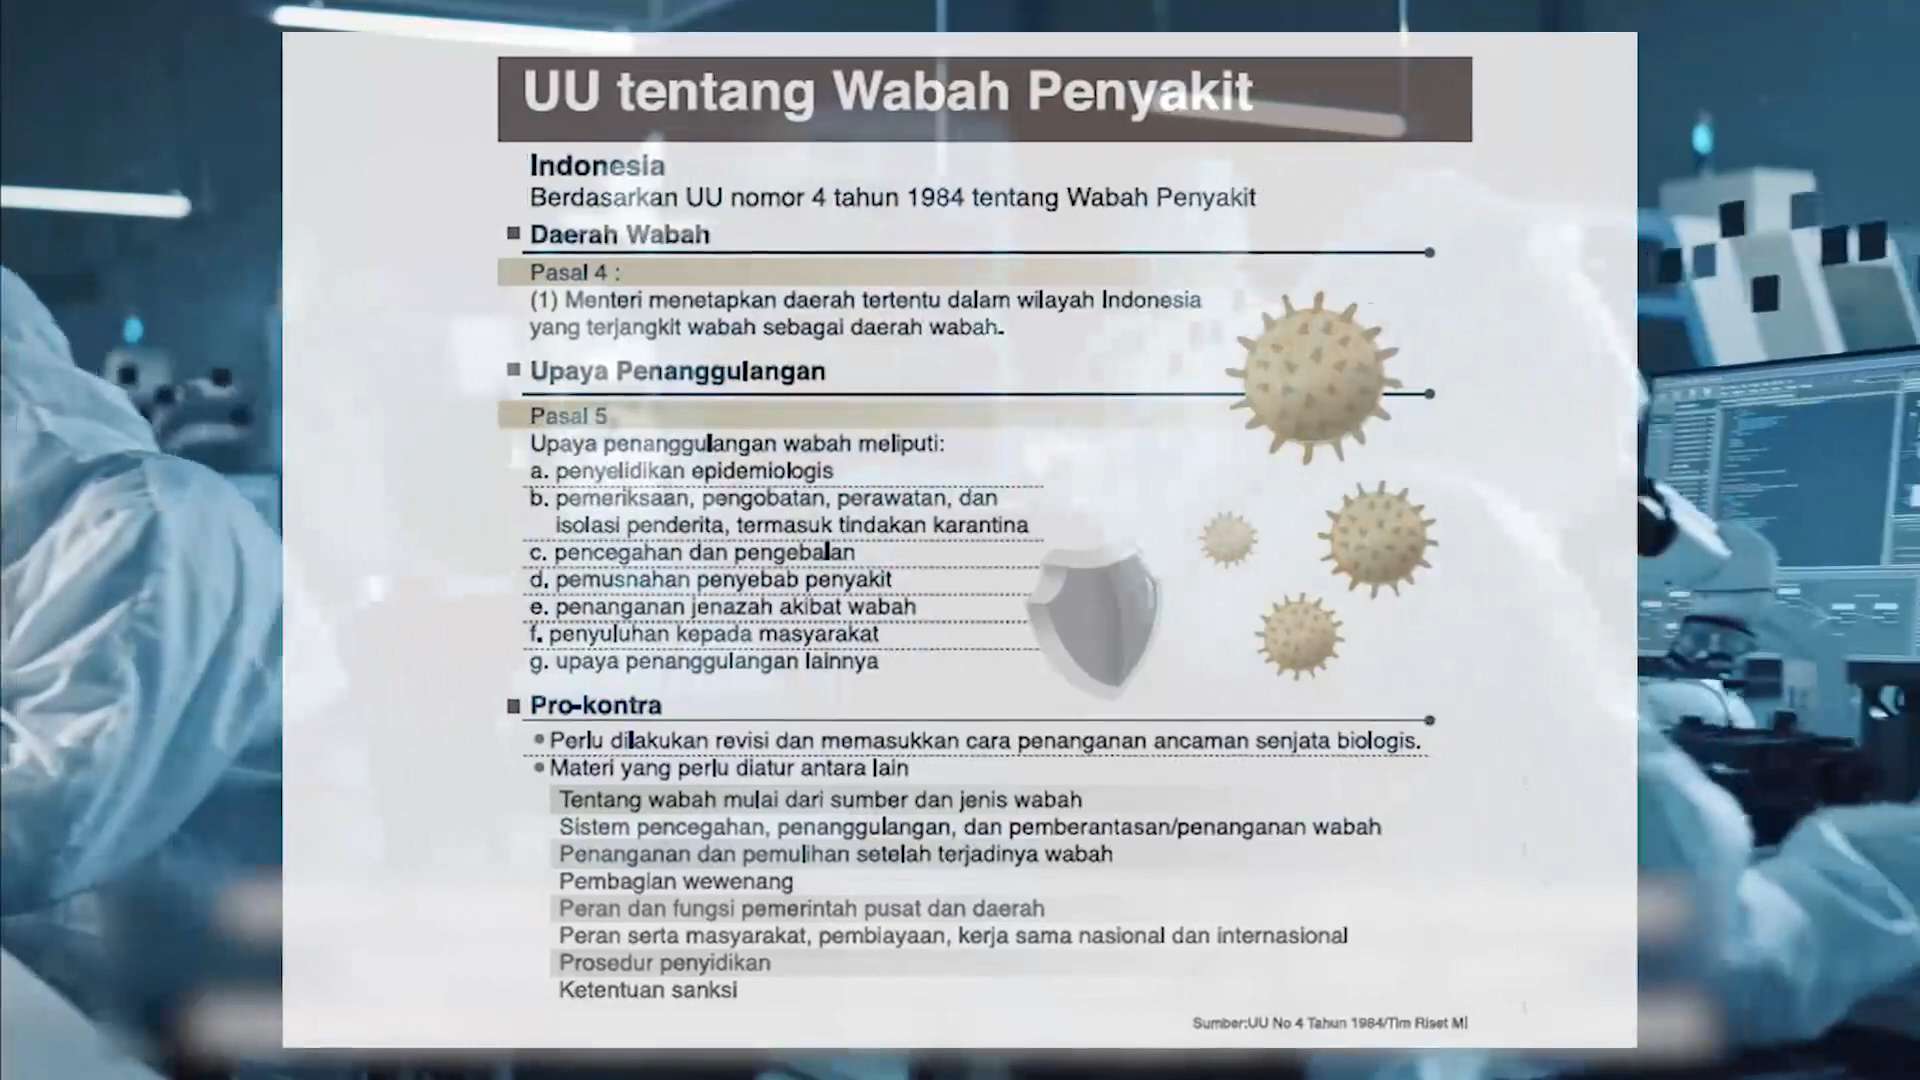 UU tentang Wabah Penyakit
Indonesia
Berdasarkan UU nomor 4 tahun 1984 tentang Wabah Penyakit
Daerah Wabah
Pasal 4 :
(1) Menteri menetapkan daerah tertentu dalam wilayah Indonesia
yang terjangkit wabah sebagai daerah wabah.
Upaya Penanggulangan
Pasal 5
Upaya penanggulangan wabah meliputi:
a. penyelidikan epidemiologis
b. pemeriksaan, pengobatan, perawatan, dan
isolasi penderita, termasuk tindakan karantina
c. pencegahan dan pengebalan
d. pemusnahan penyebab penyakit
e. penanganan jenazah akibat wabah
f. penyuluhan kepada masyarakat
g. upaya penanggulangan lainnya
Pro-kontra
Perlu dilakukan revisi dan memasukkan cara penanganan ancaman senjata biologis.
Materi yang perlu diatur antara lain
Tentang wabah mulai dari sumber dan jenis wabah
Sistem pencegahan, penanggulangan, dan pemberantasan/penanganan wabah
Penanganan dan pemulihan setelah terjadinya wabah
Pembagian wewenang
Peran dan fungsi pemerintah pusat dan daerah
Peran serta masyarakat, pembiayaan, kerja sama nasional dan internasional
Prosedur penyidikan
Ketentuan sanksi
Sumber:UU No 4 Tahun 1984/Tim Riset MI